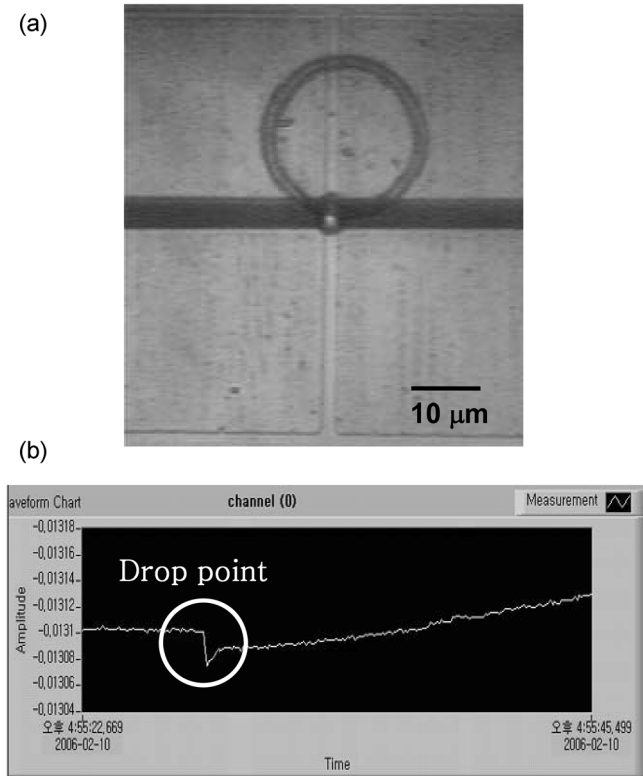 (a)
10 μm
(b)
aveform Chart
channel (0)
Measurement
-0,01318
-0,01316
-0,01314
-0,01312
-0,0131
-0,01308
-0,01306
-0,01304
Amplitude
Drop point
오후 4:55:22,669
2006-02-10
오후 4:55:45,499
2006-02-10
Time